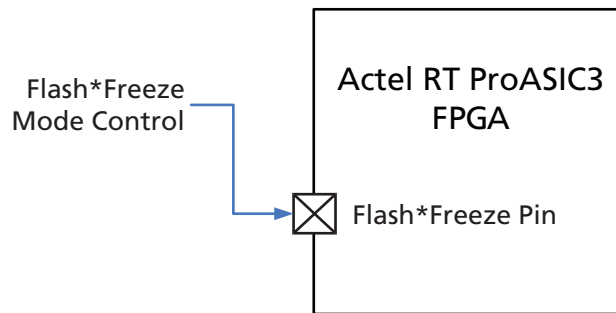 Flash*Freeze
Mode Control
Actel RT ProASIC3
FPGA
Flash*Freeze Pin